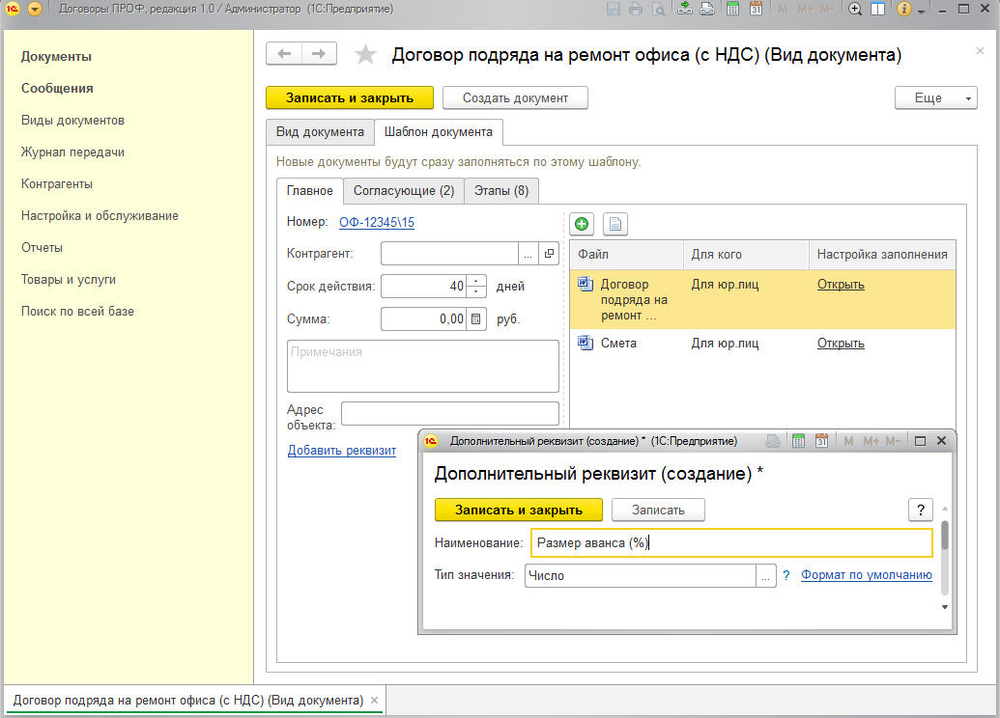 Договоры ПРОФ, редакция 1.0 / Администратор (1С:Предприятие)
31 M M+ M-
Документы
Сообщения
Виды документов
Журнал передачи
Контрагенты
Настройка и обслуживание
Отчеты
Товары и услуги
Поиск по всей базе
Договор подряда на ремонт офиса (с НДС) (Вид документа)
Записать и закрыть
Создать документ
Еще
Вид документа
Шаблон документа
Новые документы будут сразу заполняться по этому шаблону.
Главное
Согласующие (2)
Этапы (8)
Номер: ОФ-12345\15
Контрагент: ...
Срок действия: 40 дней
Сумма: 0,00 руб.
Примечания
Адрес
объекта:
Добавить реквизит
Файл Для кого Настройка заполнения
Договор Для юр.лиц Открыть
подряда на
ремонт ...
Смета Для юр.лиц Открыть
Дополнительный реквизит (создание) * (1С:Предприятие)
31 M M+ M-
Дополнительный реквизит (создание) *
Записать и закрыть
Записать
?
Наименование: Размер аванса (%)
Тип значения: Число ... ? Формат по умолчанию
Договор подряда на ремонт офиса (с НДС) (Вид документа)